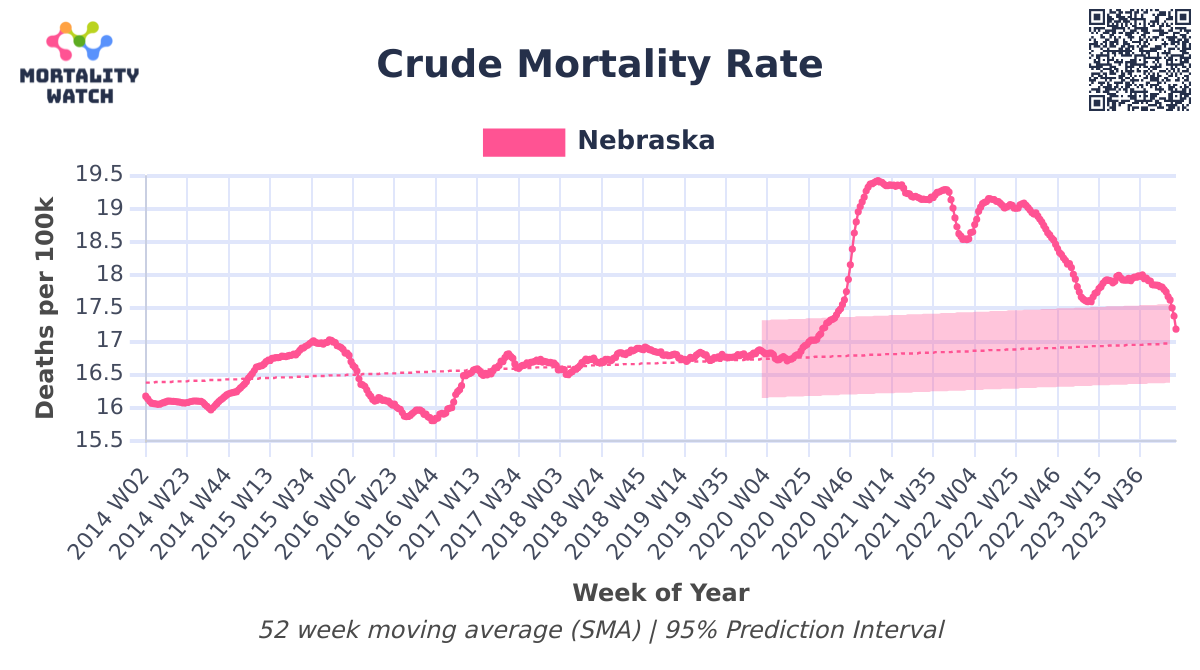 MORTALITY
WATCH
Crude Mortality Rate
Nebraska
Deaths per 100k
19.5
19
18.5
18
17.5
17
16.5
16
15.5
2014 W02
2014 W23
2014 W44
2015 W13
2015 W34
2016 W02
2016 W23
2016 W44
2017 W13
2017 W34
2018 W03
2018 W24
2018 W45
2019 W14
2019 W35
2020 W04
2020 W25
2020 W46
2021 W14
2021 W35
2022 W04
2022 W25
2022 W46
2023 W15
2023 W36
Week of Year
52 week moving average (SMA) | 95% Prediction Interval